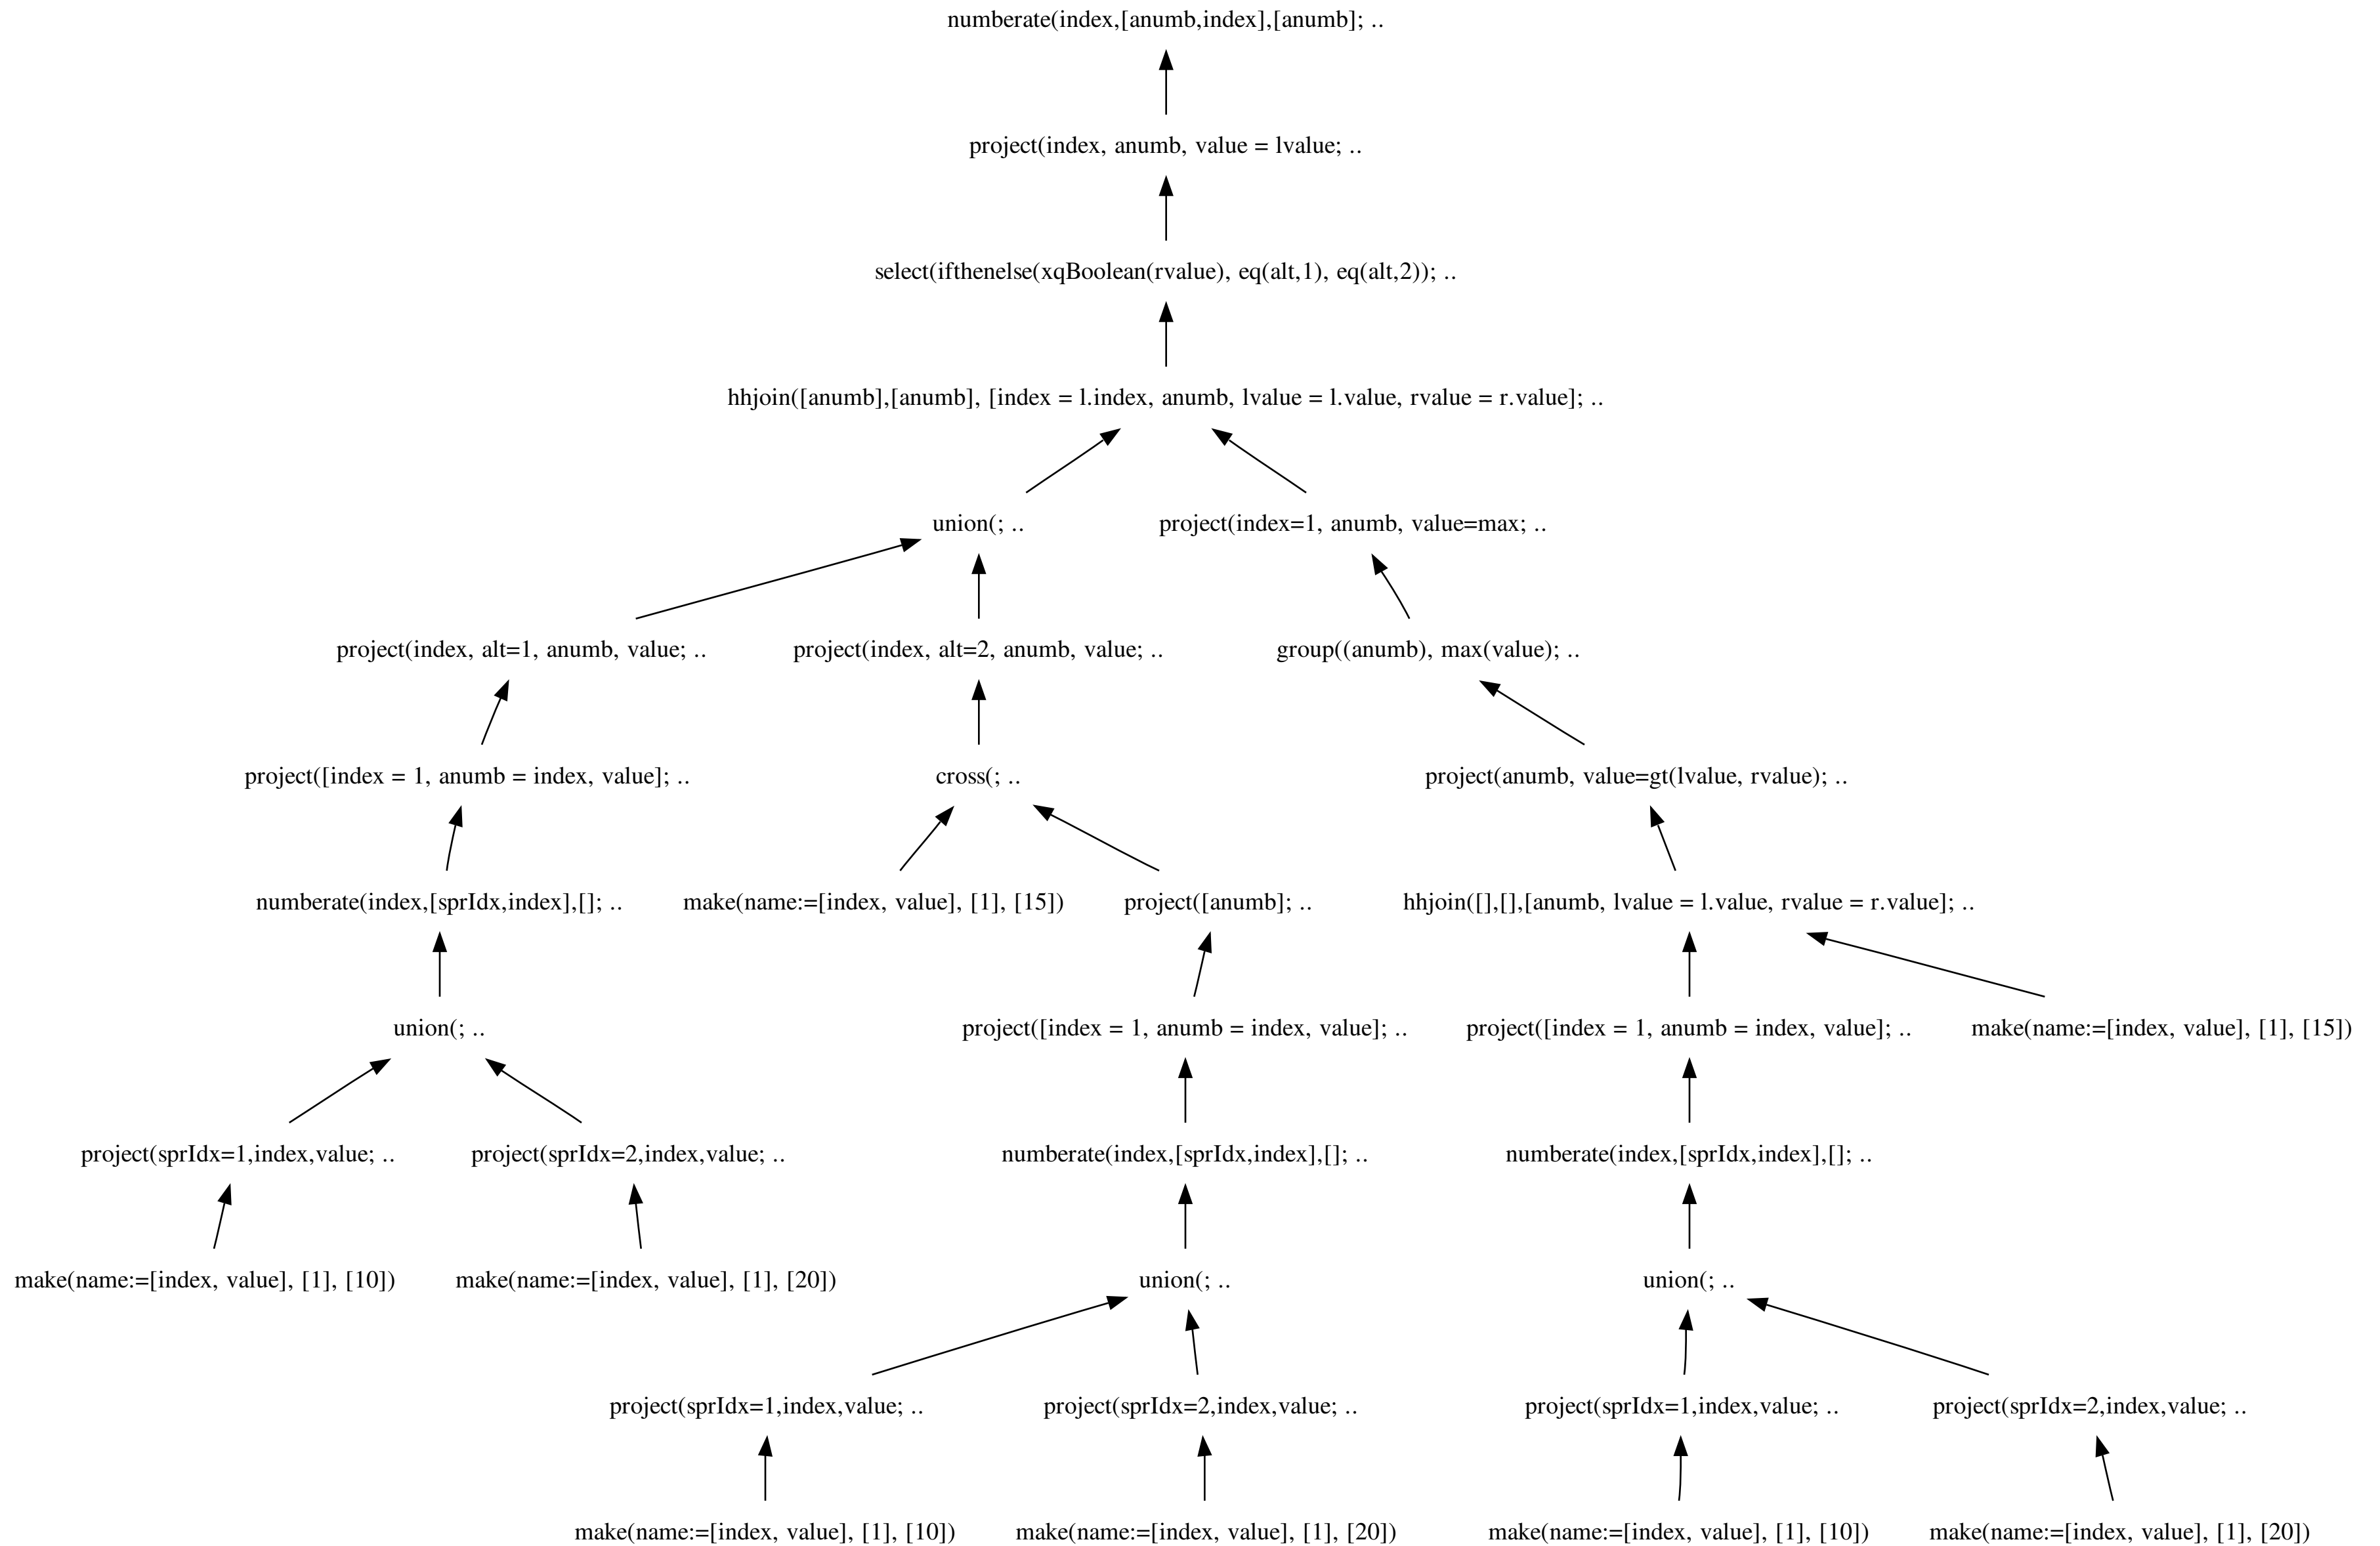 numberate(index,[anumb,index],[anumb]; ..
project(index, anumb, value = lvalue; ..
select(ifthenelse(xqBoolean(rvalue), eq(alt,1), eq(alt,2)); ..
hhjoin([anumb],[anumb], [index = l.index, anumb, lvalue = l.value, rvalue = r.value]; ..
union(; ..
project(index=1, anumb, value=max; ..
project(index, alt=1, anumb, value; ..
project(index, alt=2, anumb, value; ..
group((anumb), max(value); ..
project([index = 1, anumb = index, value]; ..
cross(; ..
project(anumb, value=gt(lvalue, rvalue); ..
numberate(index,[sprIdx,index],[]; ..
make(name:=[index, value], [1], [15])
project([anumb]; ..
hhjoin([],[],[anumb, lvalue = l.value, rvalue = r.value]; ..
union(; ..
project([index = 1, anumb = index, value]; ..
project([index = 1, anumb = index, value]; ..
make(name:=[index, value], [1], [15])
project(sprIdx=1,index,value; ..
project(sprIdx=2,index,value; ..
numberate(index,[sprIdx,index],[]; ..
numberate(index,[sprIdx,index],[]; ..
make(name:=[index, value], [1], [10])
make(name:=[index, value], [1], [20])
union(; ..
union(; ..
project(sprIdx=1,index,value; ..
project(sprIdx=2,index,value; ..
project(sprIdx=1,index,value; ..
project(sprIdx=2,index,value; ..
make(name:=[index, value], [1], [10])
make(name:=[index, value], [1], [20])
make(name:=[index, value], [1], [10])
make(name:=[index, value], [1], [20])